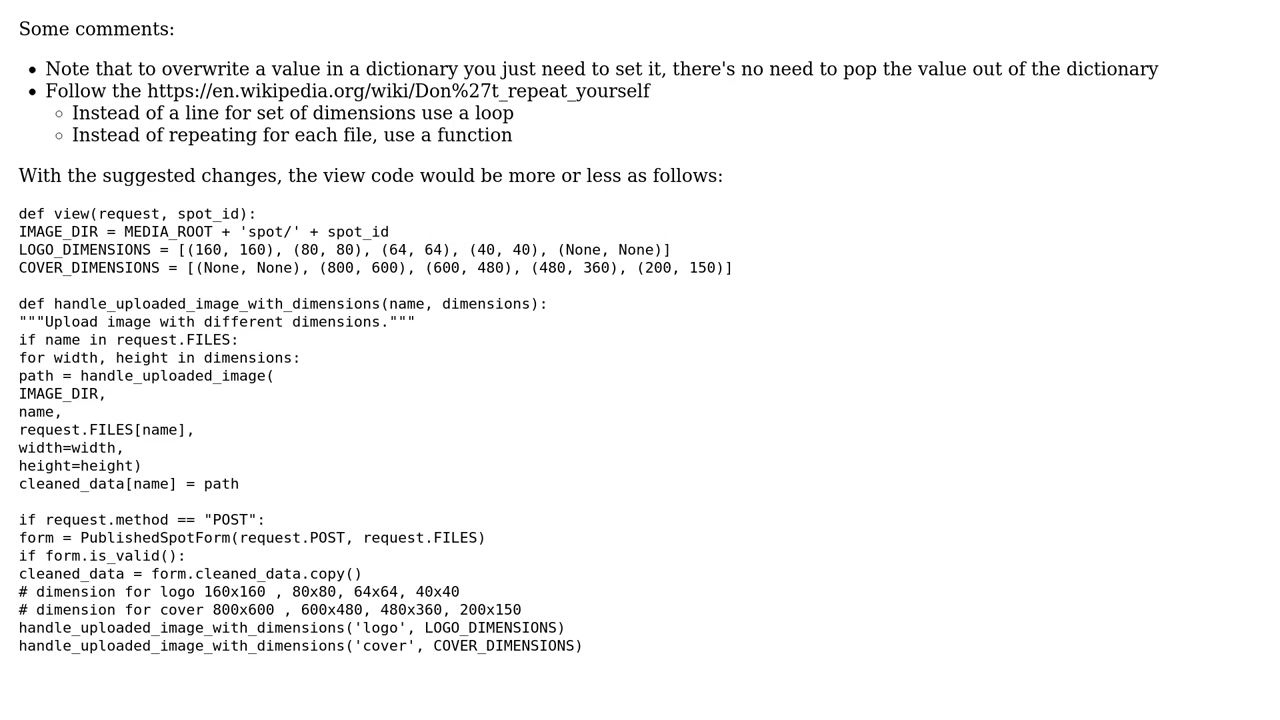 Some comments:
Note that to overwrite a value in a dictionary you just need to set it, there's no need to pop the value out of the dictionary
Follow the https://en.wikipedia.org/wiki/Don%27t_repeat_yourself
Instead of a line for set of dimensions use a loop
Instead of repeating for each file, use a function
With the suggested changes, the view code would be more or less as follows:
def view(request, spot_id):
IMAGE_DIR = MEDIA_ROOT + 'spot/' + spot_id
LOGO_DIMENSIONS = [(160, 160), (80, 80), (64, 64), (40, 40), (None, None)]
COVER_DIMENSIONS = [(None, None), (800, 600), (600, 480), (480, 360), (200, 150)]
def handle_uploaded_image_with_dimensions(name, dimensions):
"""Upload image with different dimensions."""
if name in request.FILES:
for width, height in dimensions:
path = handle_uploaded_image(
IMAGE_DIR,
name,
request.FILES[name],
width=width,
height=height)
cleaned_data[name] = path
if request.method == "POST":
form = PublishedSpotForm(request.POST, request.FILES)
if form.is_valid():
cleaned_data = form.cleaned_data.copy()
# dimension for logo 160x160 , 80x80, 64x64, 40x40
# dimension for cover 800x600 , 600x480, 480x360, 200x150
handle_uploaded_image_with_dimensions('logo', LOGO_DIMENSIONS)
handle_uploaded_image_with_dimensions('cover', COVER_DIMENSIONS)